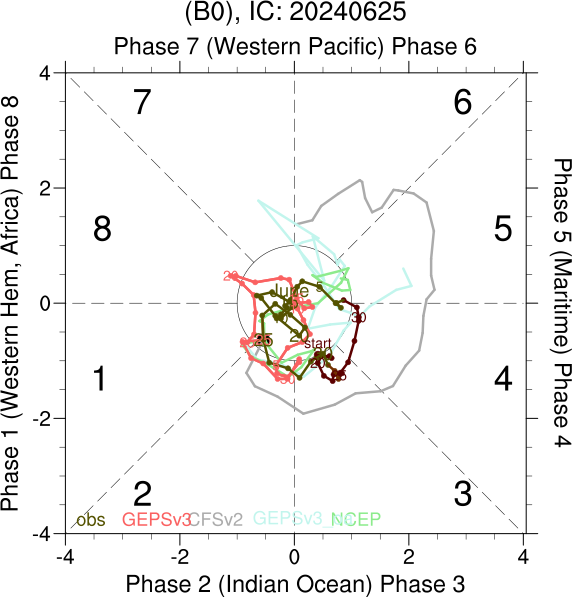 (B0), IC: 20240625
Phase 7 (Western Pacific) Phase 6
4
7
6
Phase 1 (Western Hem, Africa) Phase 8
Phase 5 (Maritime) Phase 4
2
8
5
20
June
5
0
30
start
1
4
30
-2
2
3
obs
GEPSv3
CFSv2
GEPSv3
NCEP
-4
-4
-2
0
2
4
Phase 2 (Indian Ocean) Phase 3